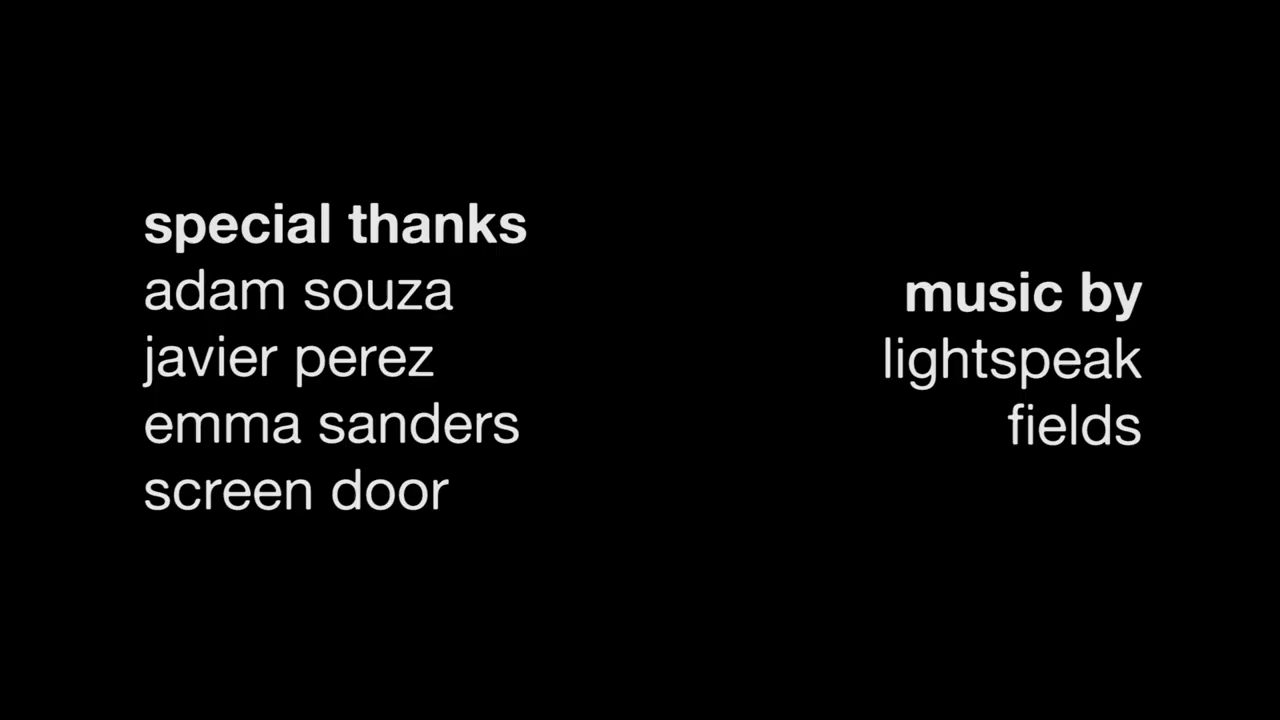 special thanks
adam souza
javier perez
emma sanders
screen door
music by
lightspeak
fields